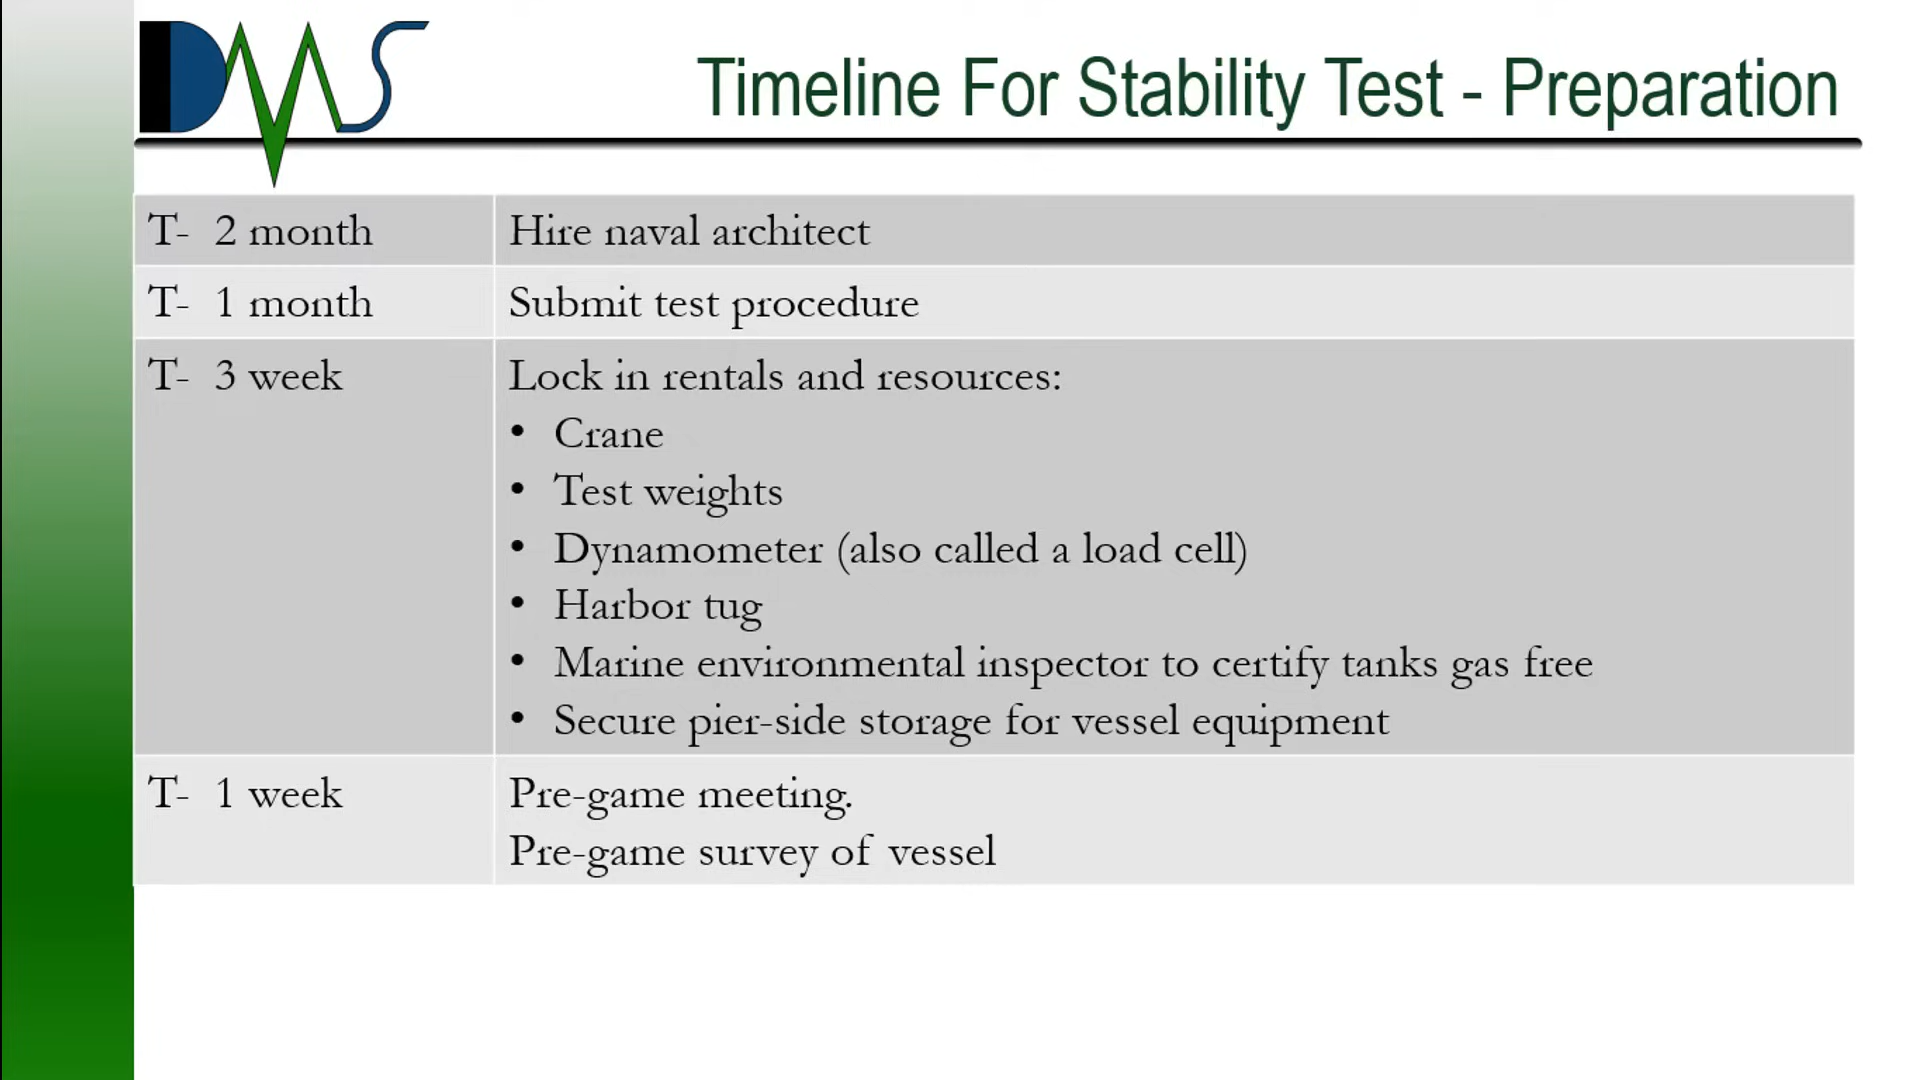 DMS
Timeline For Stability Test - Preparation
T- 2 month
Hire naval architect
T- 1 month
Submit test procedure
T- 3 week
Lock in rentals and resources:
• Crane
• Test weights
• Dynamometer (also called a load cell)
• Harbor tug
• Marine environmental inspector to certify tanks gas free
• Secure pier-side storage for vessel equipment
T- 1 week
Pre-game meeting.
Pre-game survey of vessel